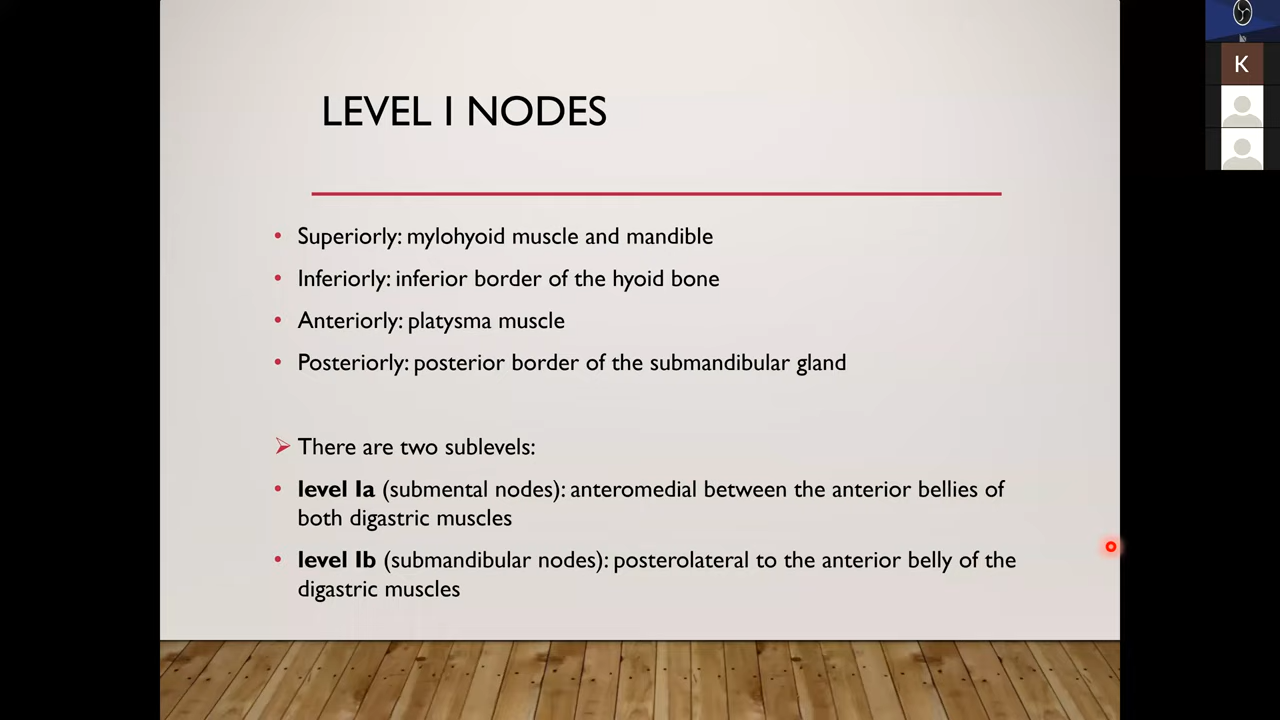 LEVEL I NODES
K
• Superiorly: mylohyoid muscle and mandible
• Inferiorly: inferior border of the hyoid bone
• Anteriorly: platysma muscle
• Posteriorly: posterior border of the submandibular gland
➢ There are two sublevels:
• level Ia (submental nodes): anteromedial between the anterior bellies of
both digastric muscles
• level Ib (submandibular nodes): posterolateral to the anterior belly of the
digastric muscles